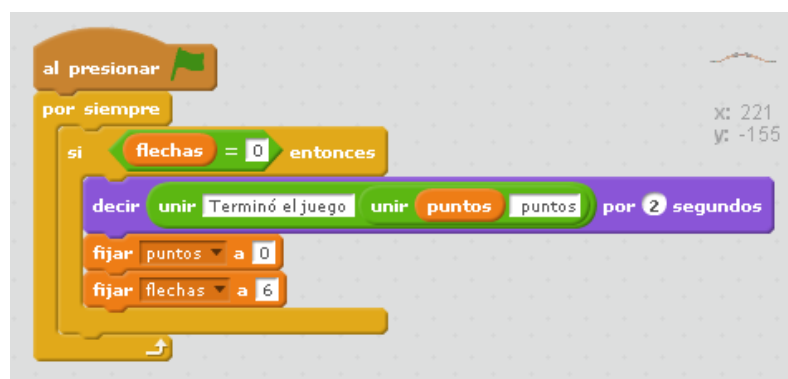 al presionar
por siempre
x: 221
y: -155
si flechas = 0 entonces
decir unir Terminó el juego unir puntos puntos por 2 segundos
fijar puntos a 0
fijar flechas a 6